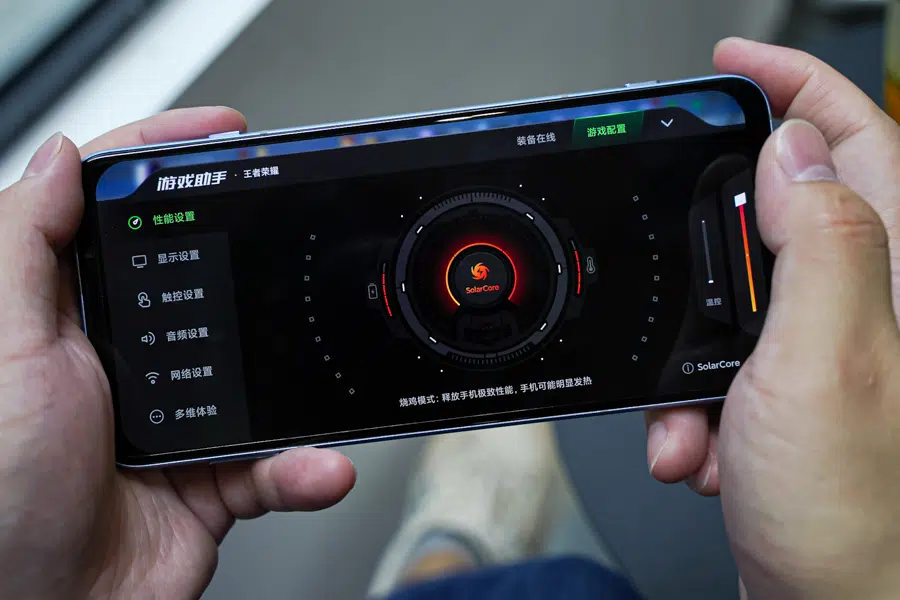 游戏助手 · 王者荣耀
装备在线
游戏配置
性能设置
显示设置
触控设置
音频设置
网络设置
多维体验
SolarCore
温控
SolarCore
烧鸡模式：释放手机极致性能，手机可能明显发热